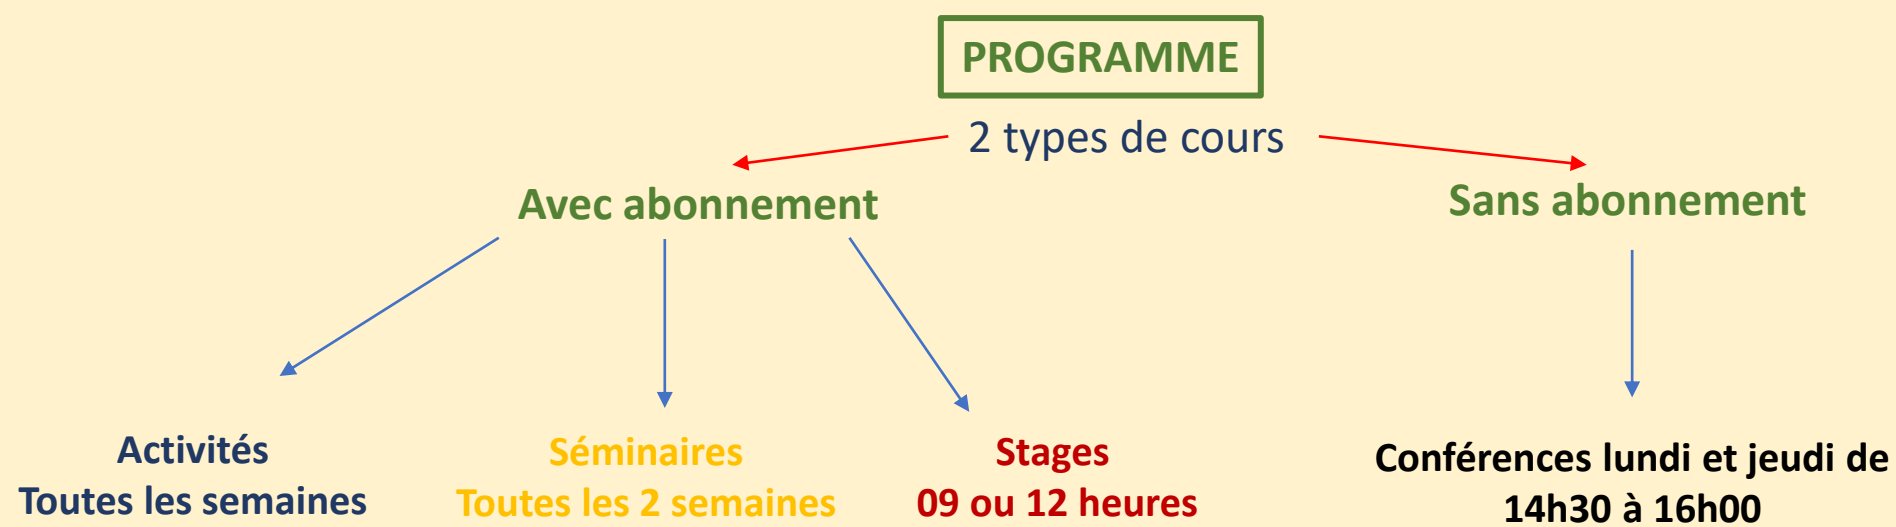 PROGRAMME
2 types de cours
Avec abonnement
Sans abonnement
Activités
Toutes les semaines
Séminaires
Toutes les 2 semaines
Stages
09 ou 12 heures
Conférences lundi et jeudi de
14h30 à 16h00